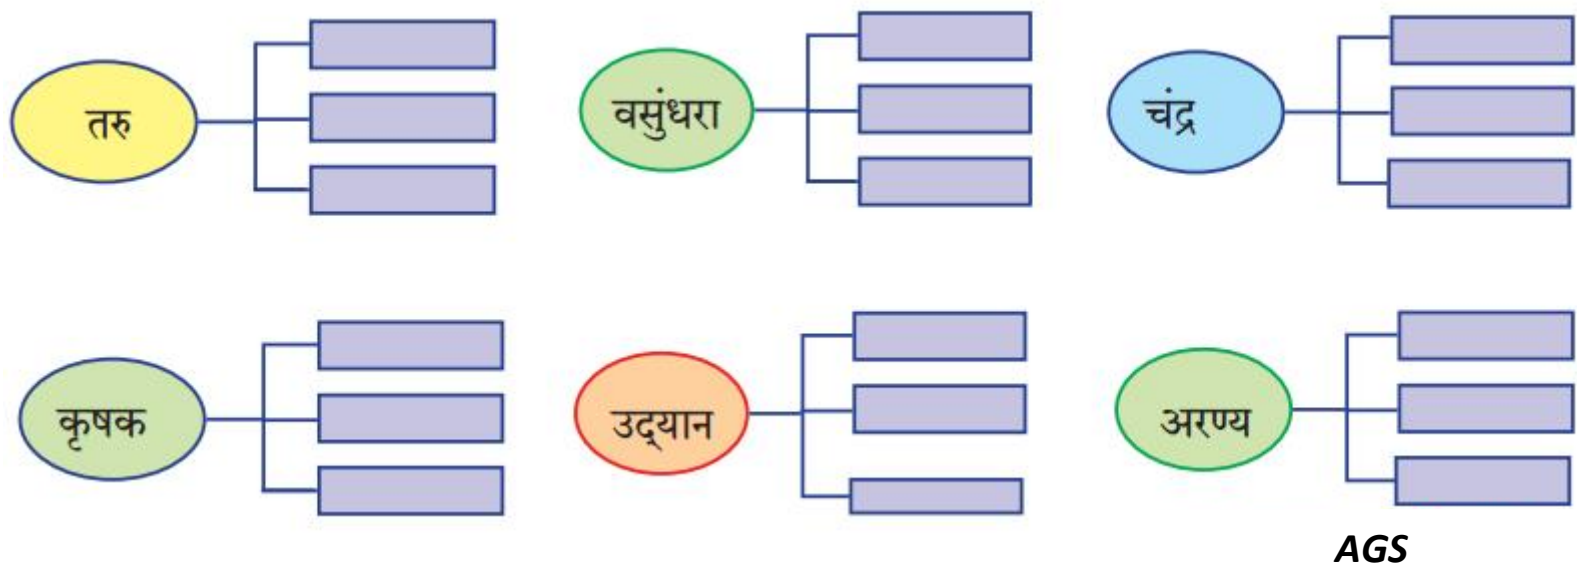 तरु
वसुंधरा
चंद्र
कृषक
उद्‌यान
अरण्य
AGS